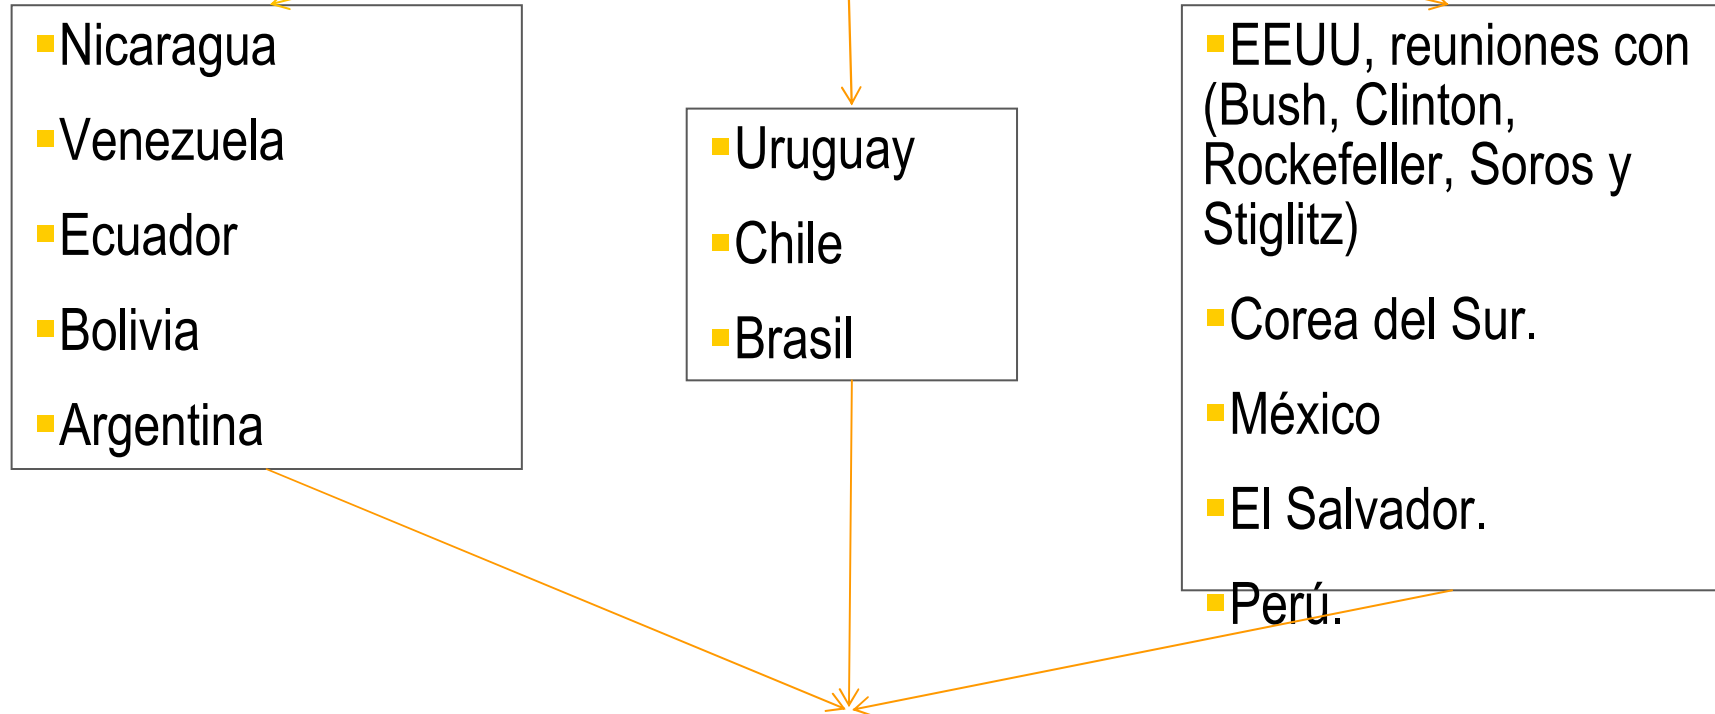 Nicaragua
Venezuela
Ecuador
Bolivia
Argentina
Uruguay
Chile
Brasil
EEUU, reuniones con
(Bush, Clinton,
Rockefeller, Soros y
Stiglitz)
Corea del Sur.
México
El Salvador.
Perú.